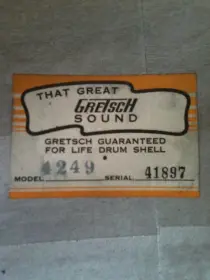 THAT GREAT
GRETSCH
SOUND
GRETSCH GUARANTEED
FOR LIFE DRUM SHELL
MODEL 4249 SERIAL 41897